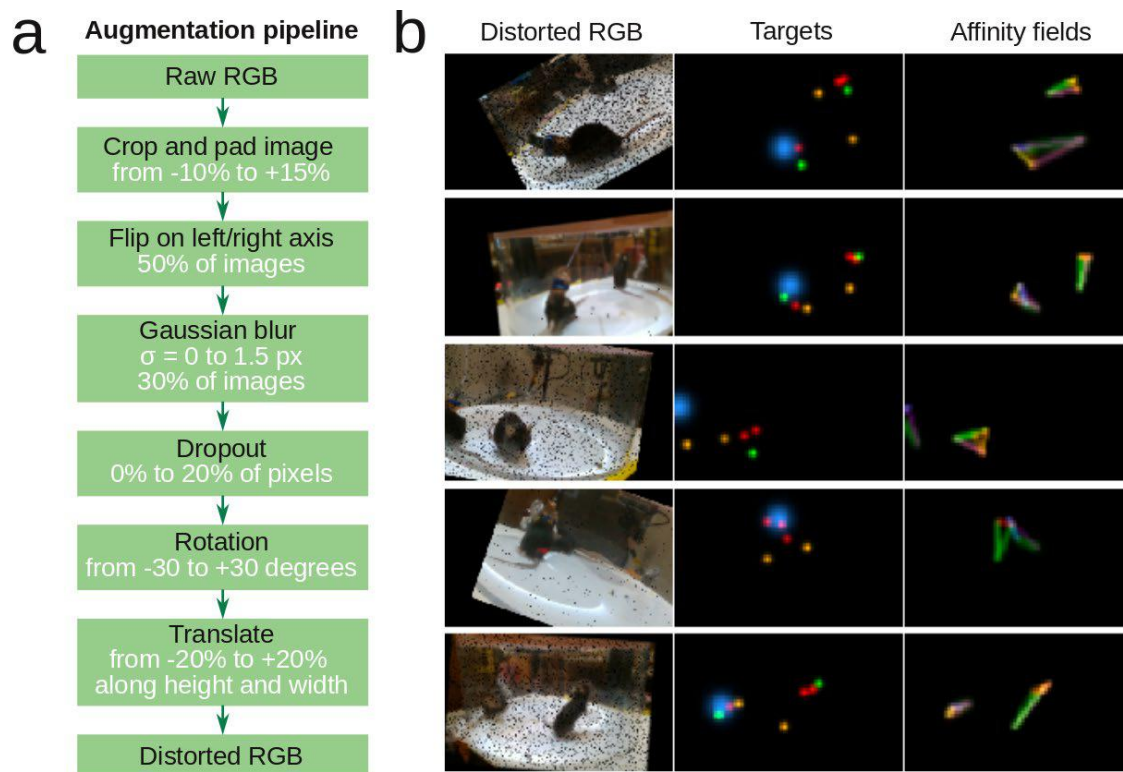 a
Augmentation pipeline
Raw RGB
Crop and pad image
from -10% to +15%
Flip on left/right axis
50% of images
Gaussian blur
σ = 0 to 1.5 px
30% of images
Dropout
0% to 20% of pixels
Rotation
from -30 to +30 degrees
Translate
from -20% to +20%
along height and width
Distorted RGB
b
Distorted RGB
Targets
Affinity fields